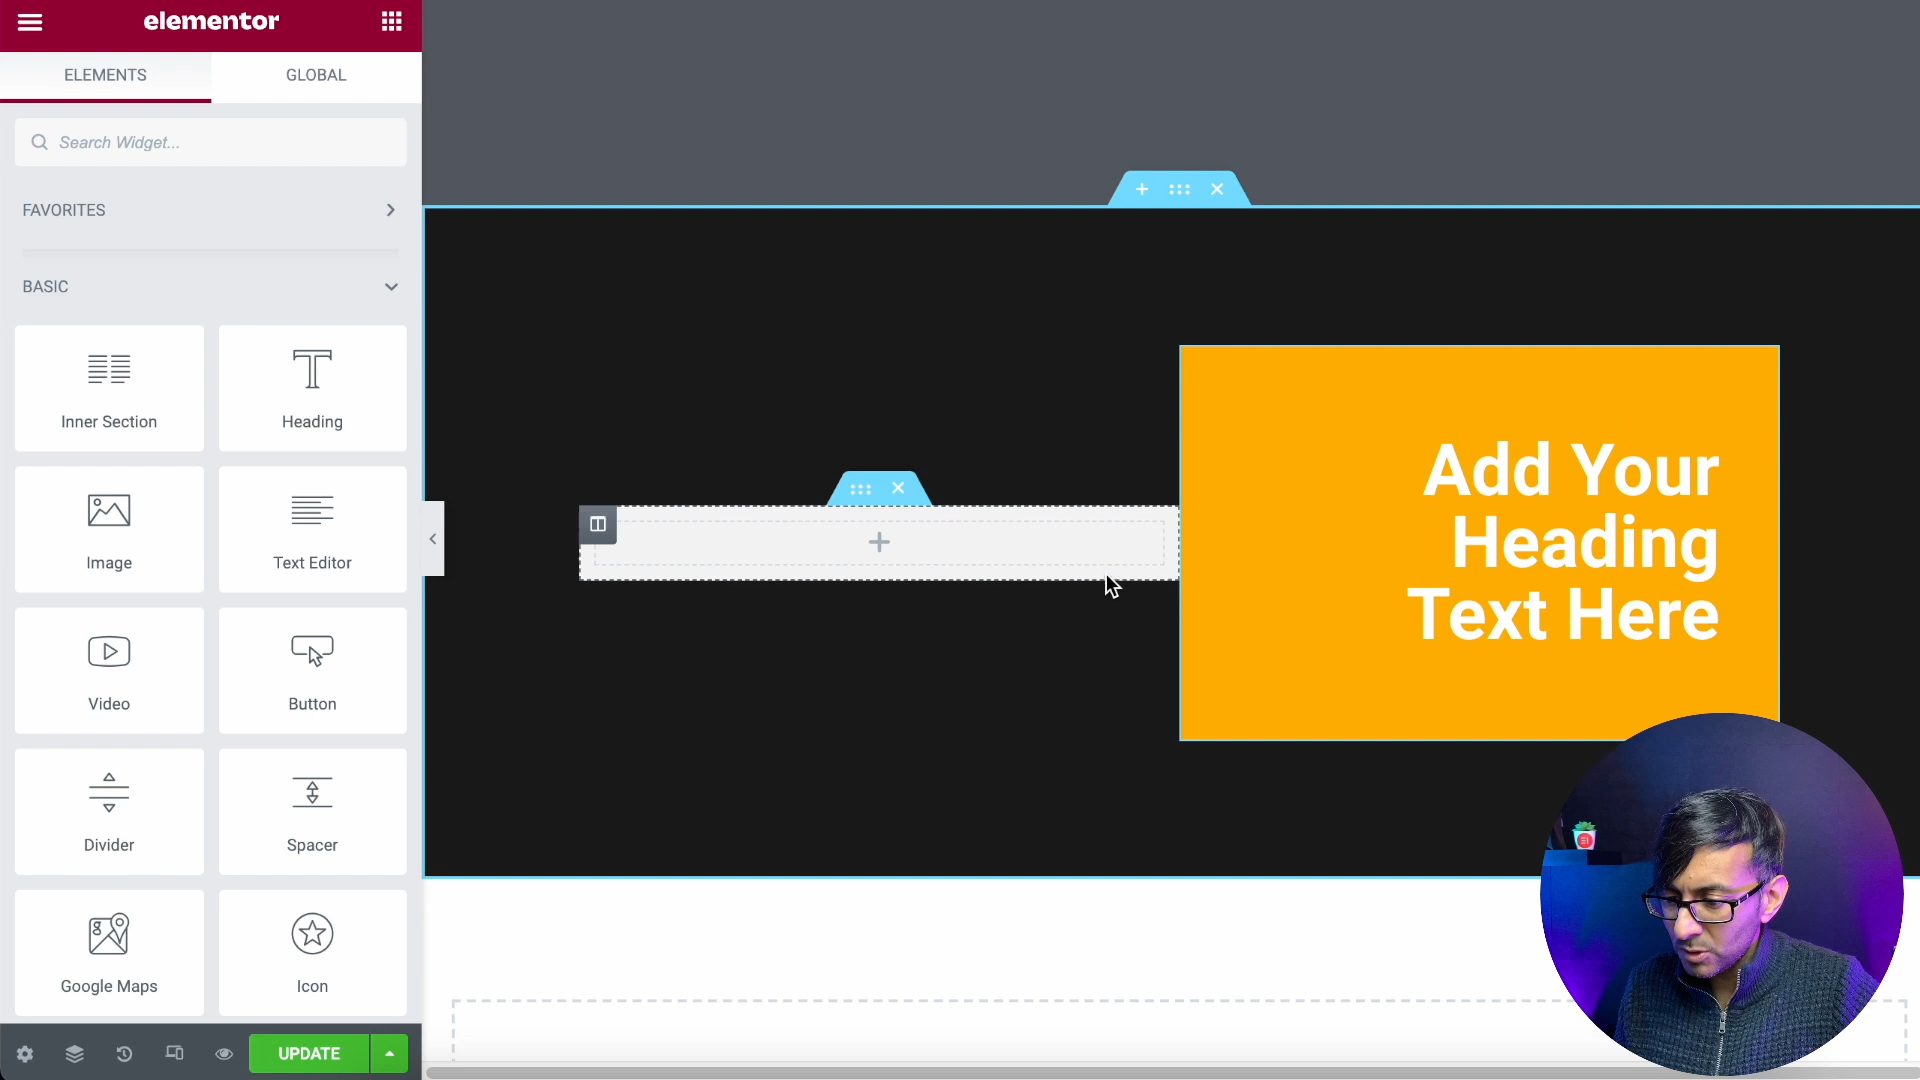 elementor
ELEMENTS
GLOBAL
Search Widget...
FAVORITES
BASIC
Inner Section
Heading
Image
Text Editor
Video
Button
Divider
Spacer
Google Maps
Icon
UPDATE
Add Your
Heading
Text Here